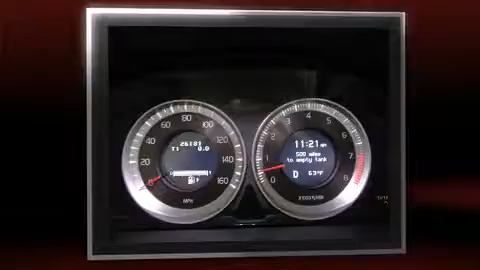 20 40 60 80 100 120 140 160
26181
T1 0.0
MPH
0 1 2 3 4 5 6 7 8
11:21 AM
500 miles
to empty tank
D 63°F